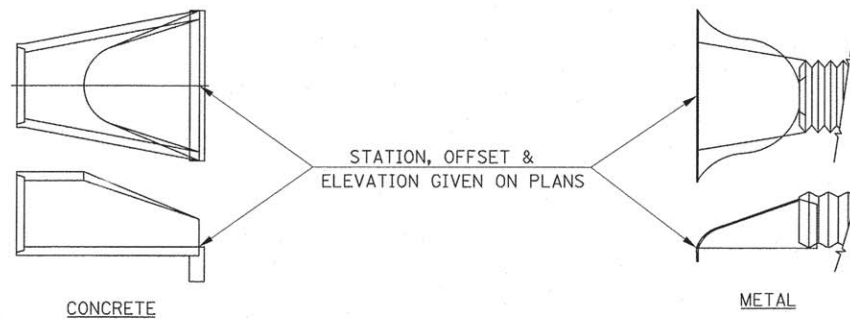 STATION, OFFSET &
ELEVATION GIVEN ON PLANS
CONCRETE
METAL